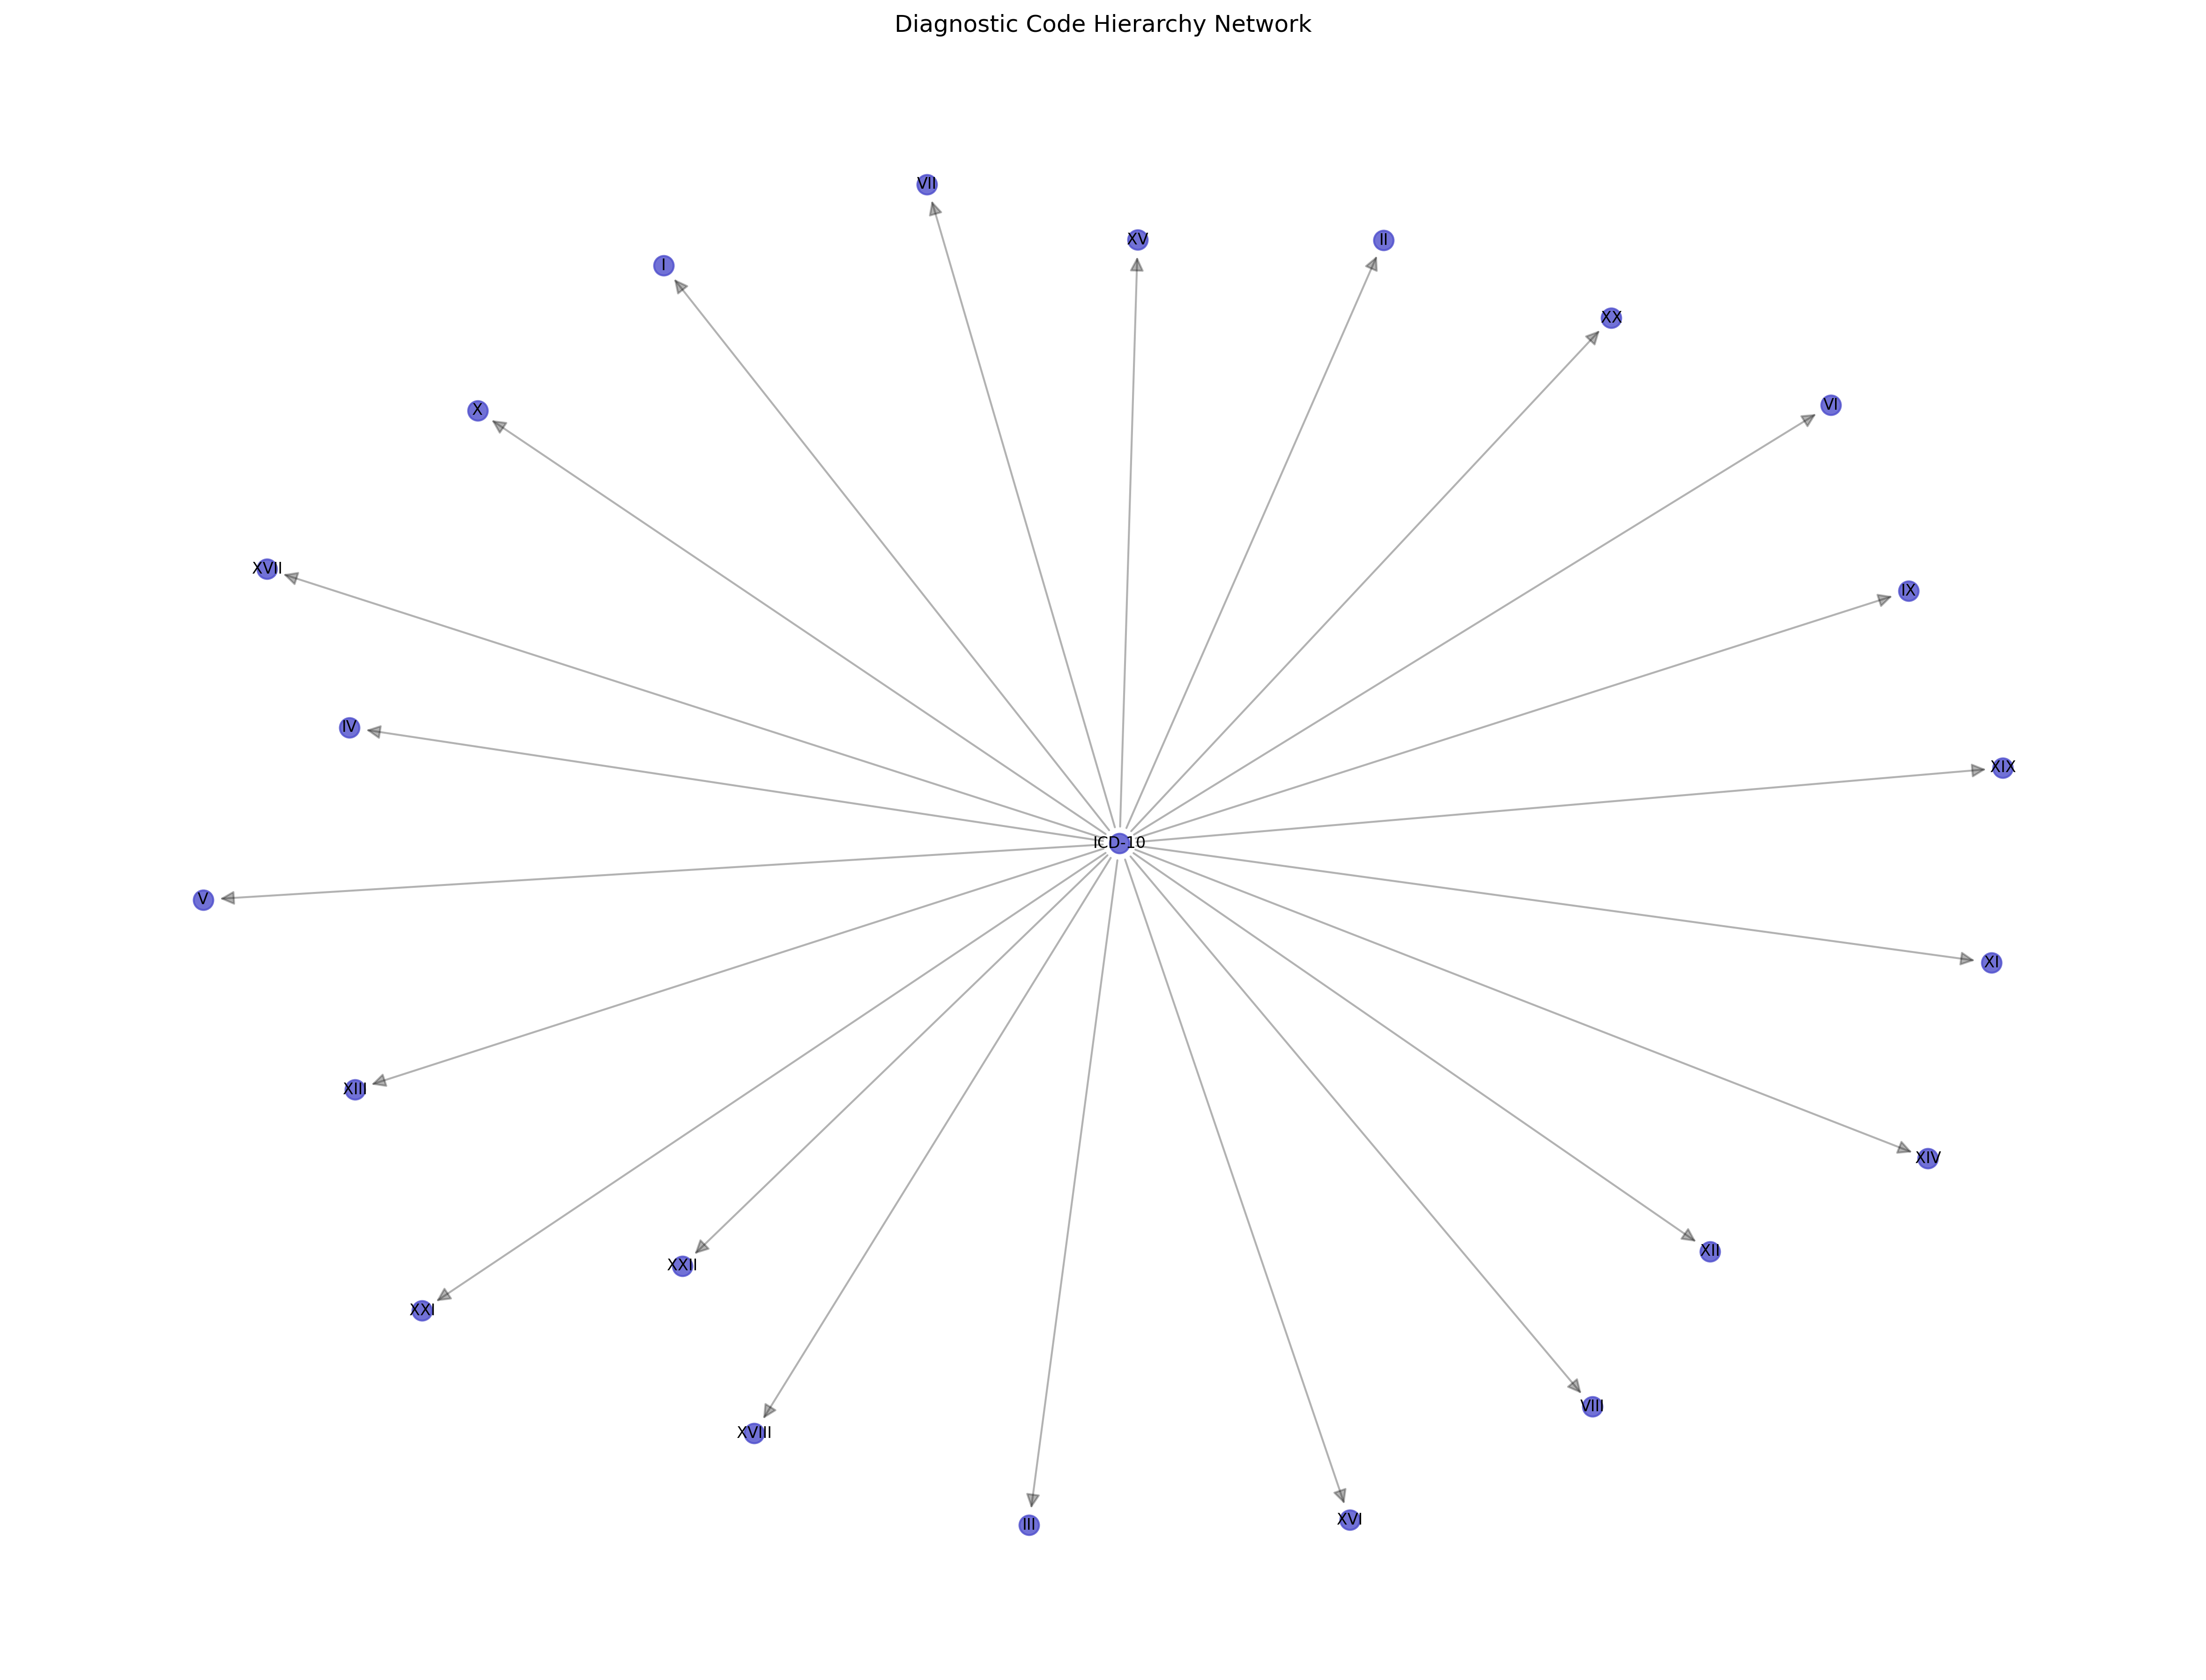 Diagnostic Code Hierarchy Network
VII
XV
II
I
XX
VI
X
XVII
IX
IV
XIX
ICD-10
V
XI
XIII
XIV
XII
XXII
XXI
VIII
XVIII
XVI
III